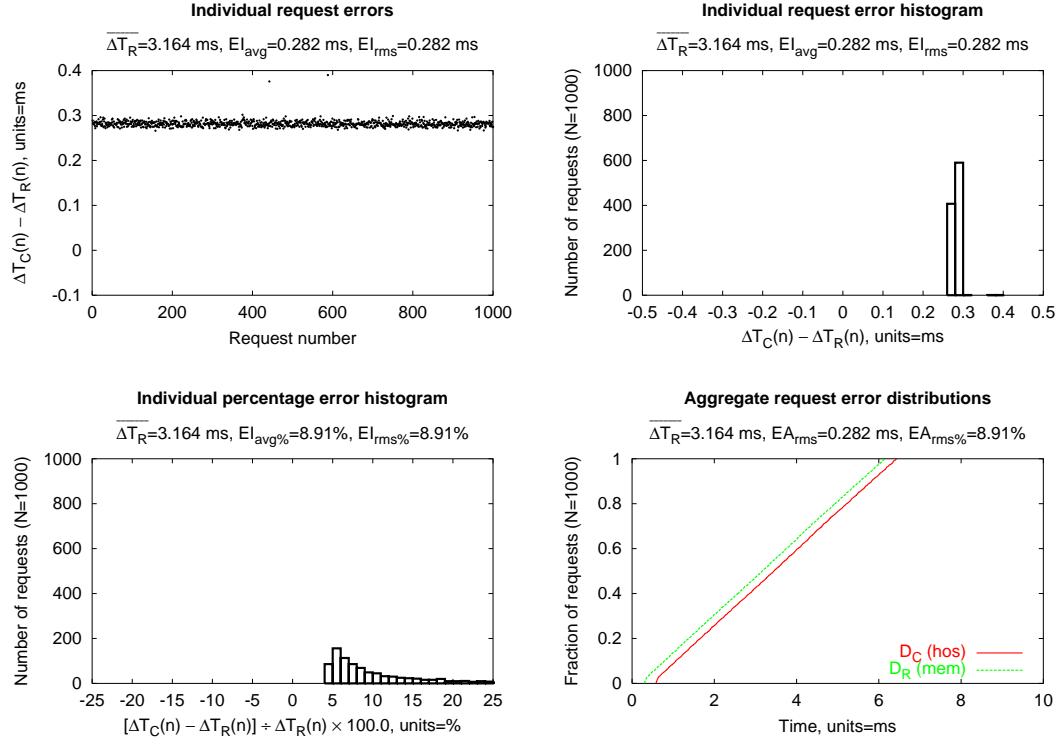 Individual request errors
ΔT_R=3.164 ms, EI_avg=0.282 ms, EI_rms=0.282 ms
ΔT_C(n) – ΔT_R(n), units=ms
0.4
0.3
0.2
0.1
0
-0.1
0 200 400 600 800 1000
Request number
Individual request error histogram
ΔT_R=3.164 ms, EI_avg=0.282 ms, EI_rms=0.282 ms
Number of requests (N=1000)
1000
800
600
400
200
0
-0.5 -0.4 -0.3 -0.2 -0.1 0 0.1 0.2 0.3 0.4 0.5
ΔT_C(n) – ΔT_R(n), units=ms
Individual percentage error histogram
ΔT_R=3.164 ms, EI_avg%=8.91%, EI_rms%=8.91%
Number of requests (N=1000)
1000
800
600
400
200
0
-25 -20 -15 -10 -5 0 5 10 15 20 25
[ΔT_C(n) – ΔT_R(n)] ÷ ΔT_R(n) × 100.0, units=%
Aggregate request error distributions
ΔT_R=3.164 ms, EA_rms=0.282 ms, EA_rms%=8.91%
Fraction of requests (N=1000)
1
0.8
0.6
0.4
0.2
0
D_C (hos)
D_R (mem)
0 2 4 6 8 10
Time, units=ms